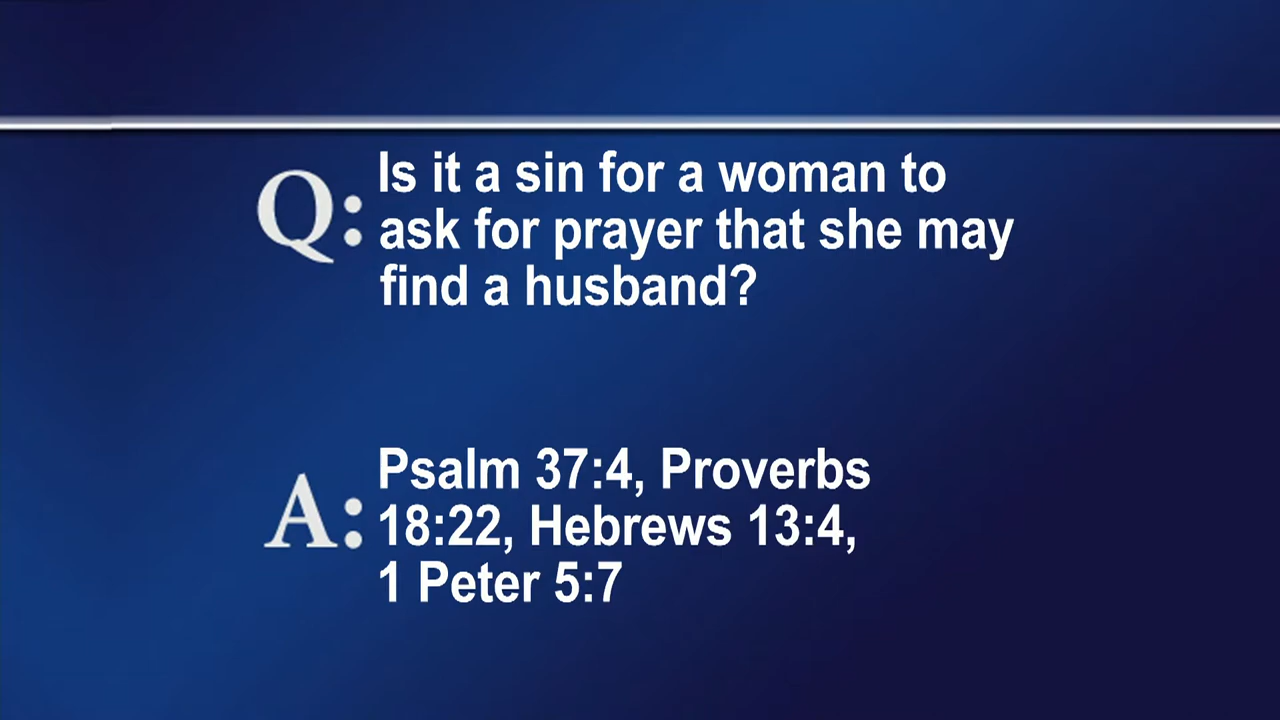 Q: Is it a sin for a woman to
ask for prayer that she may
find a husband?
A: Psalm 37:4, Proverbs
18:22, Hebrews 13:4,
1 Peter 5:7